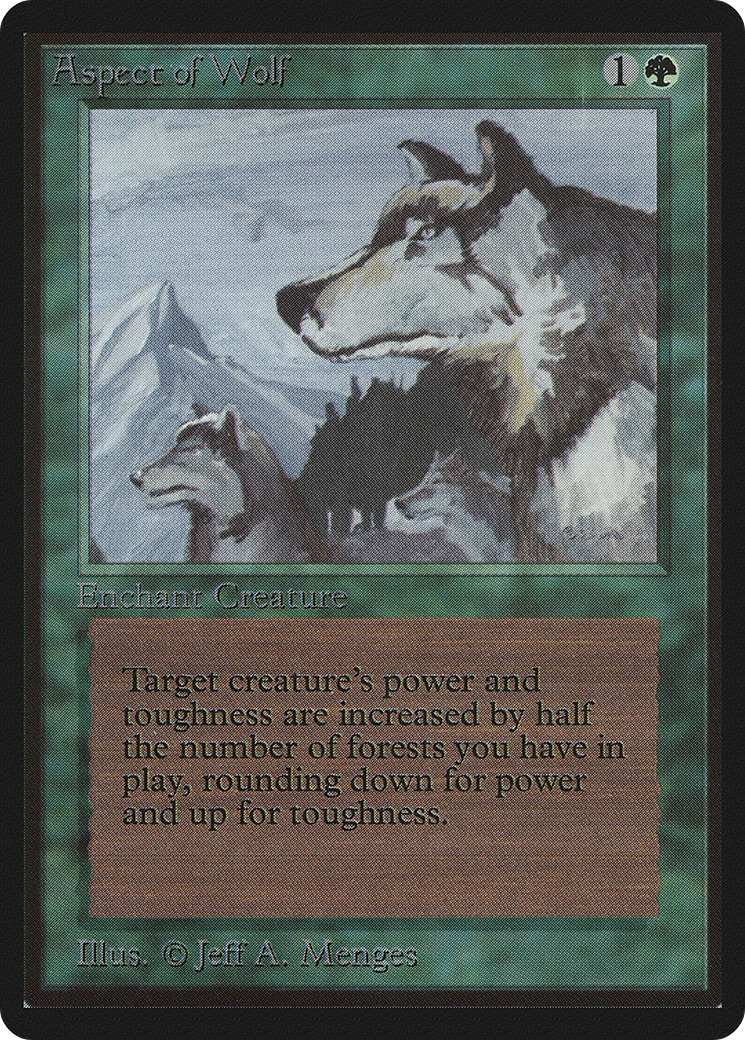 Aspect of Wolf 1
Enchant Creature
Target creature's power and
toughness are increased by half
the number of forests you have in
play, rounding down for power
and up for toughness.
Illus. © Jeff A. Menges